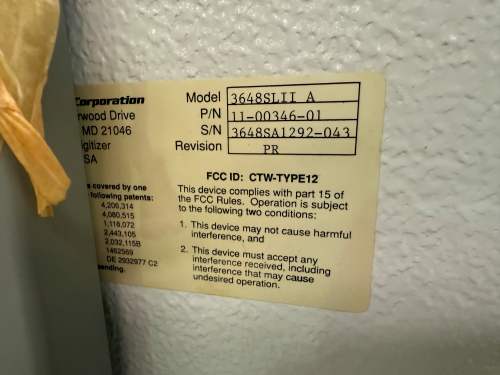 Corporation
rwood Drive
MD 21046
igitizer
SA
s covered by one
following patents:
4,206,314
4,080,515
1,118,072
2,443,105
2,032,115B
1462569
DE 2932977 C2
ending.
Model 3648SLII A
P/N 11-00346-01
S/N 3648SA1292-043
Revision PR
FCC ID: CTW-TYPE12
This device complies with part 15 of
the FCC Rules. Operation is subject
to the following two conditions:
1. This device may not cause harmful
interference, and
2. This device must accept any
interference received, including
interference that may cause
undesired operation.